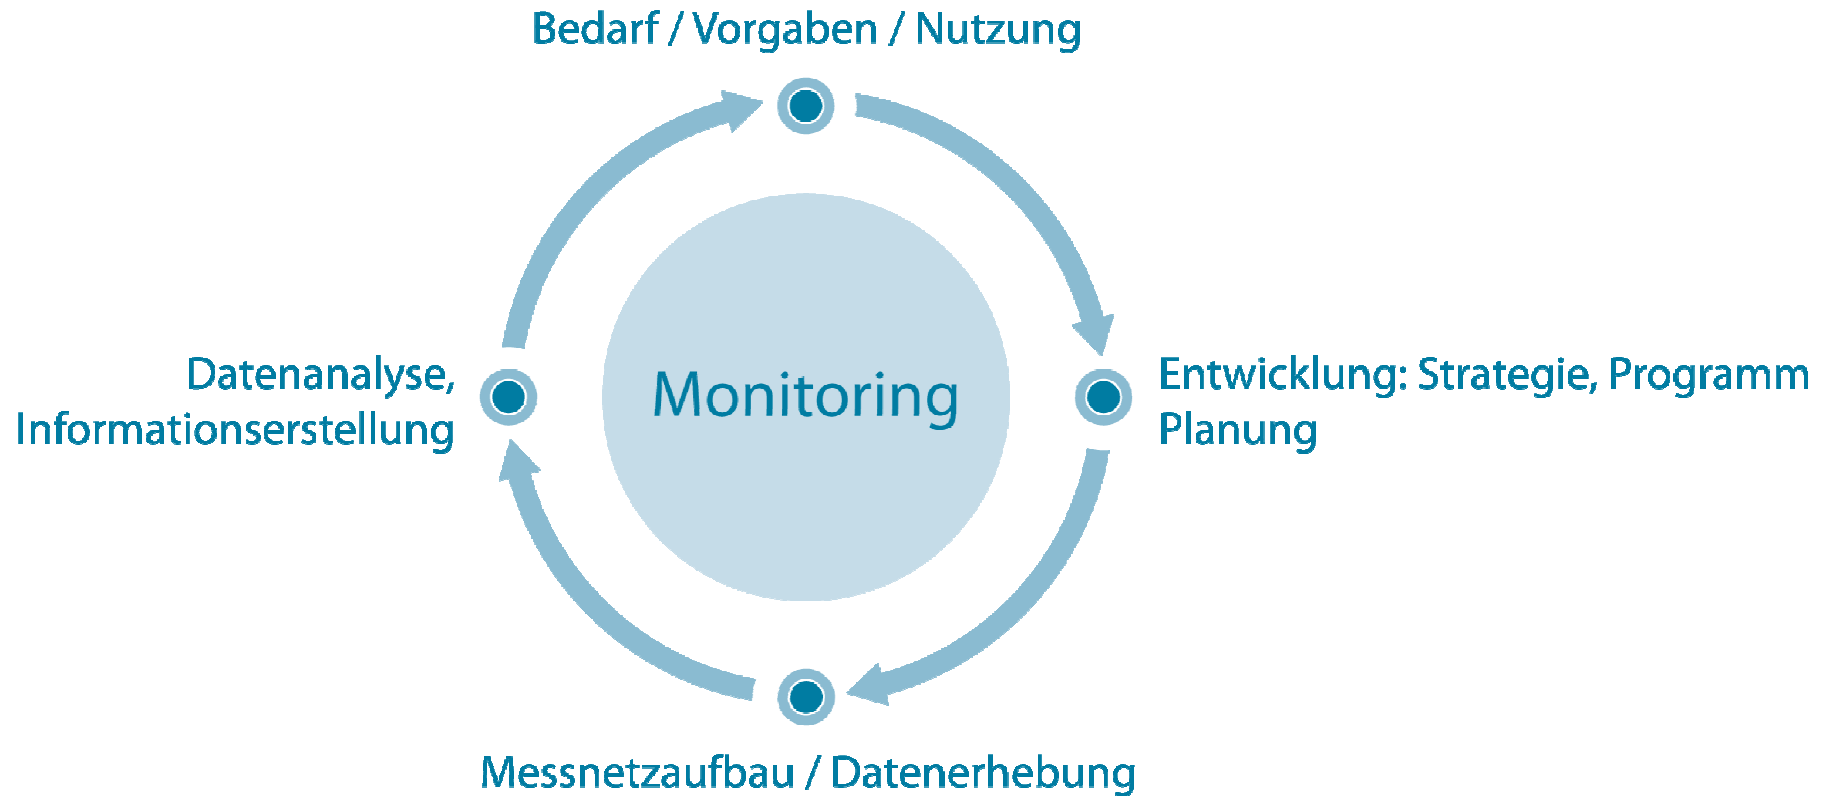 Bedarf / Vorgaben / Nutzung
Datenanalyse,
Informationserstellung
Monitoring
Entwicklung: Strategie, Programm
Planung
Messnetzaufbau / Datenerhebung